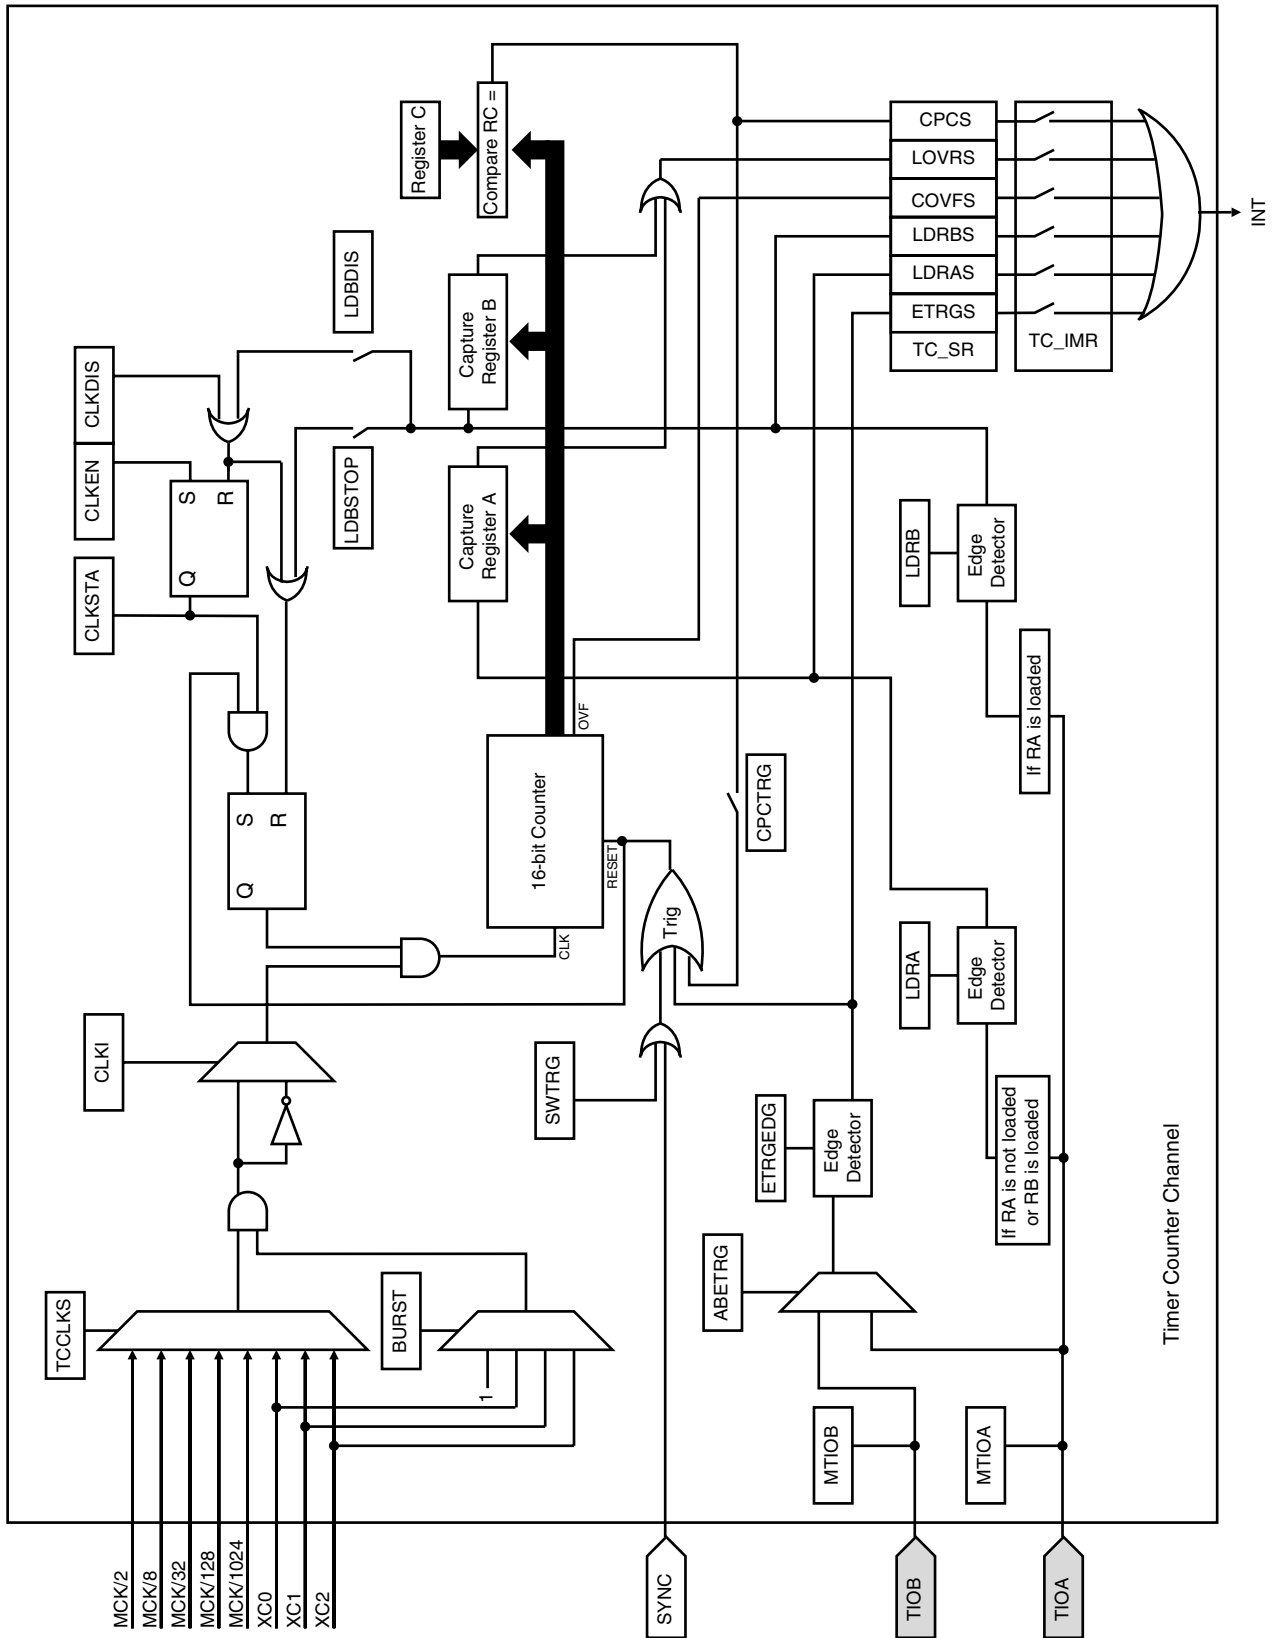 MCK/2
MCK/8
MCK/32
MCK/128
MCK/1024
XC0
XC1
XC2
TCCLKS
CLKI
CLKSTA
CLKEN
CLKDIS
Q
S
R
Q
S
R
BURST
1
LDBSTOP
LDBDIS
Register C
Capture
Register A
Capture
Register B
Compare RC =
16-bit Counter
CLK
OVF
RESET
SWTRG
SYNC
Trig
CPCTRG
ABETRG
ETRGEDG
Edge
Detector
MTIOB
TIOB
MTIOA
TIOA
LDRA
Edge
Detector
If RA is not loaded
or RB is loaded
LDRB
Edge
Detector
If RA is loaded
CPCS
LOVRS
COVFS
LDRBS
LDRAS
ETRGS
TC_SR
TC_IMR
INT
Timer Counter Channel